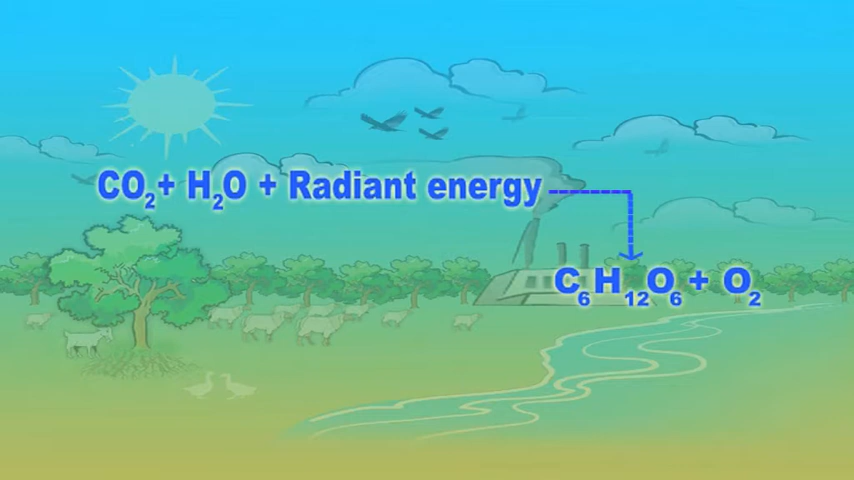 CO₂+ H₂O + Radiant energy
C₆H₁₂O₆ + O₂